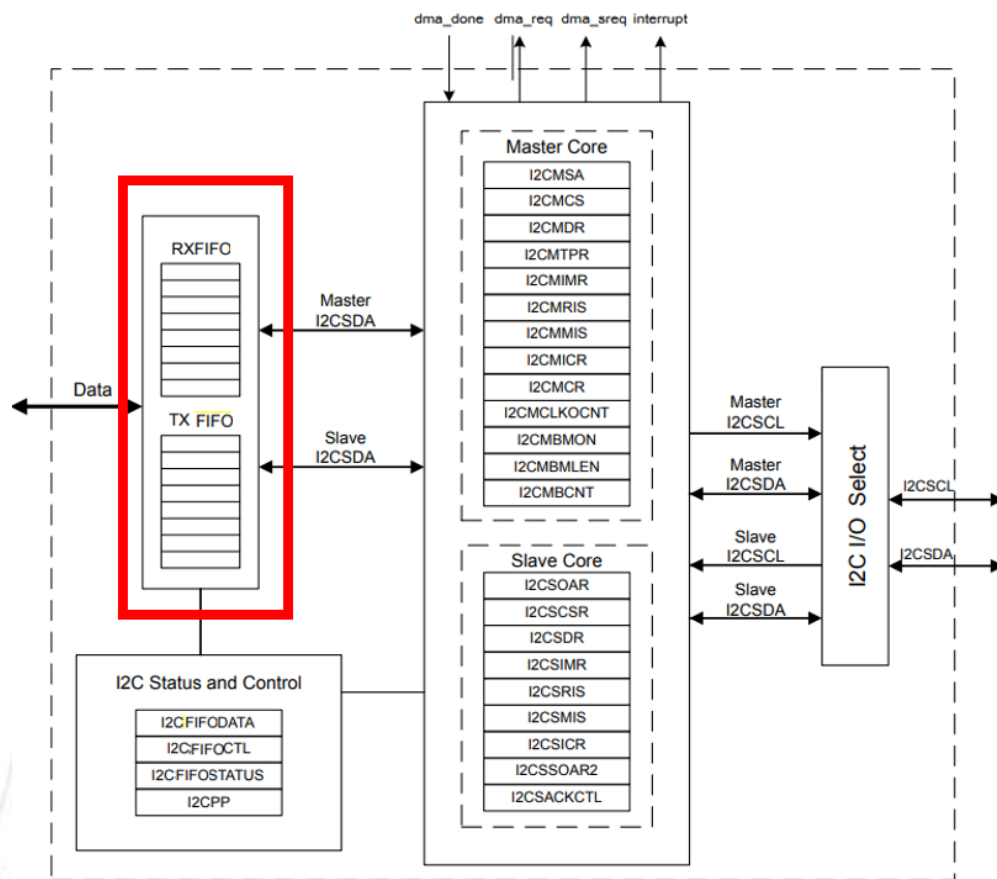 dma_done dma_req dma_sreq interrupt
Master Core
I2CMSA
I2CMCS
I2CMDR
I2CMTPR
I2CMIMR
I2CMRIS
I2CMMIS
I2CMICR
I2CMCR
I2CMCLKOCNT
I2CMBMON
I2CMBMLEN
I2CMBCNT
RXFIFO
TX FIFO
Data
Master
I2CSDA
Slave
I2CSDA
Slave Core
I2CSOAR
I2CSCSR
I2CSDR
I2CSIMR
I2CSRIS
I2CSMIS
I2CSICR
I2CSSOAR2
I2CSACKCTL
I2C Status and Control
I2CFIFODATA
I2CFIFOCTL
I2CFIFOSTATUS
I2CPP
Master
I2CSCL
Master
I2CSDA
Slave
I2CSCL
Slave
I2CSDA
I2C I/O Select
I2CSCL
I2CSDA